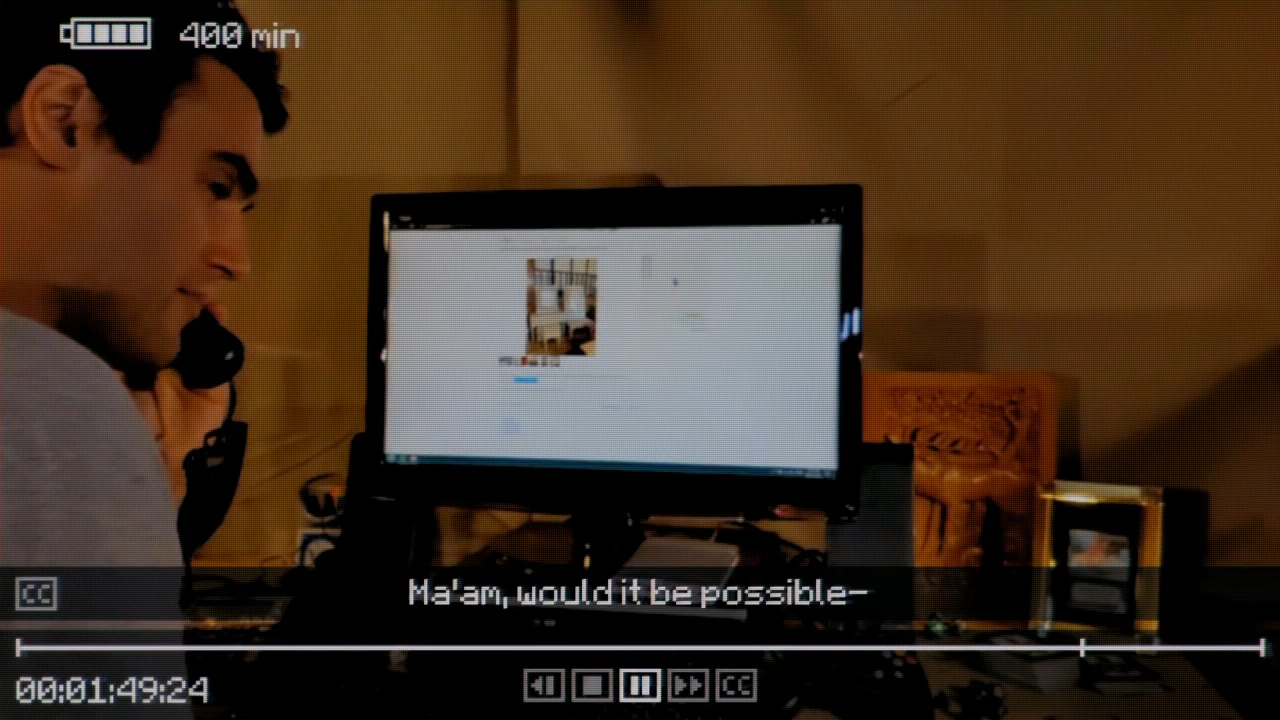 400 min
CC
Ma'am, would it be possible–
00:01:49:24
CC